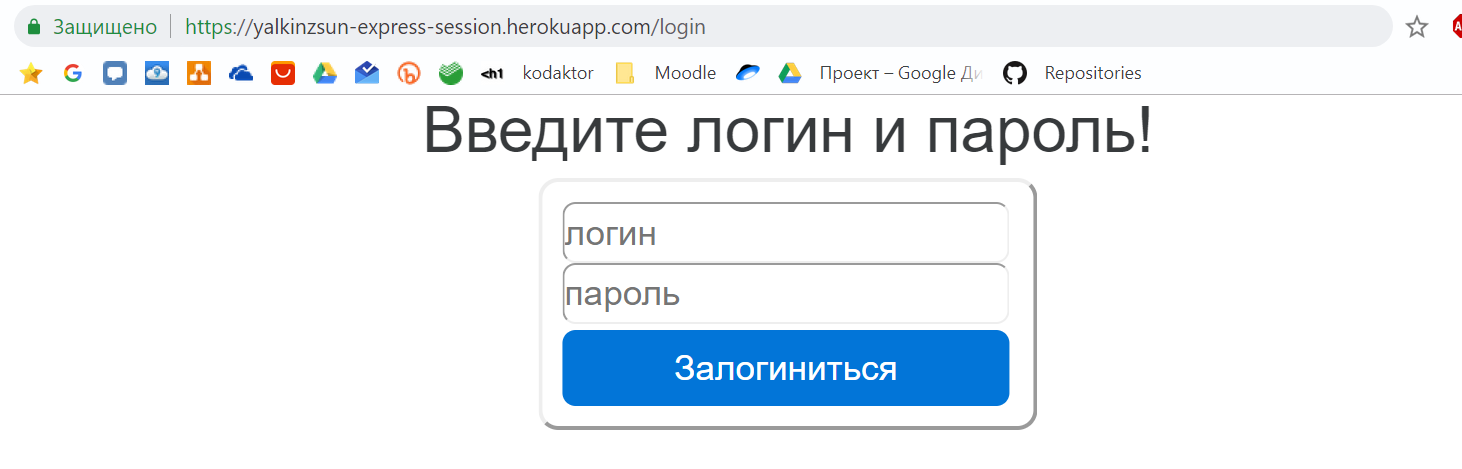 Защищено https://yalkinzsun-express-session.herokuapp.com/login
ch1 kodaktor Moodle Проект – Google Ди Repositories
Введите логин и пароль!
логин
пароль
Залогиниться